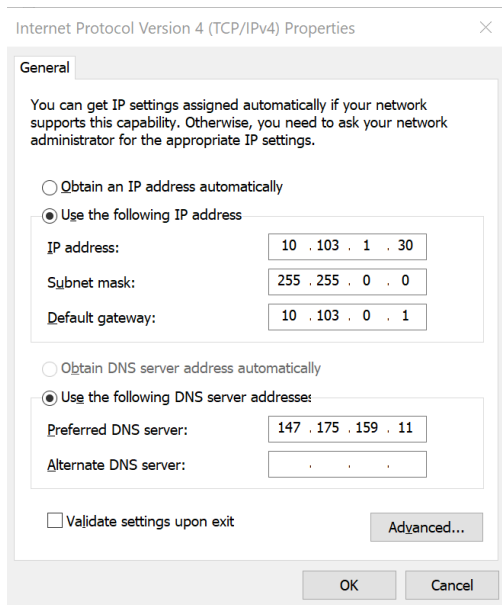 Internet Protocol Version 4 (TCP/IPv4) Properties
General
You can get IP settings assigned automatically if your network
supports this capability. Otherwise, you need to ask your network
administrator for the appropriate IP settings.
Obtain an IP address automatically
Use the following IP address
IP address: 10 . 103 . 1 . 30
Subnet mask: 255 . 255 . 0 . 0
Default gateway: 10 . 103 . 0 . 1
Obtain DNS server address automatically
Use the following DNS server addresses
Preferred DNS server: 147 . 175 . 159 . 11
Alternate DNS server: . . .
Validate settings upon exit
Advanced...
OK Cancel